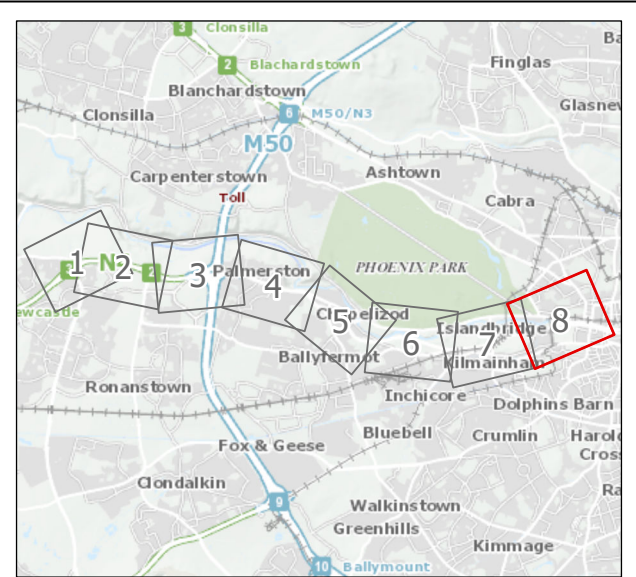 3
Clonsilla
Ba
2
Blachardstown
Finglas
Blanchardstown
Clonsilla
6
M50/N3
Glasnev
M50
Carpenterstown
Ashtown
Toll
Cabra
1
3
N
2
2
3
Palmerston
4
PHOENIX PARK
ewcastle
5
Chapelizod
6
Islandbridge
7
8
Ballyfermot
Kilmainham
Ronanstown
Inchicore
Dolphins Barn
Bluebell
Crumlin
Harold
Cross
Fox & Geese
Clondalkin
Ra
9
Walkinstown
Greenhills
Kimmage
10
Ballymount